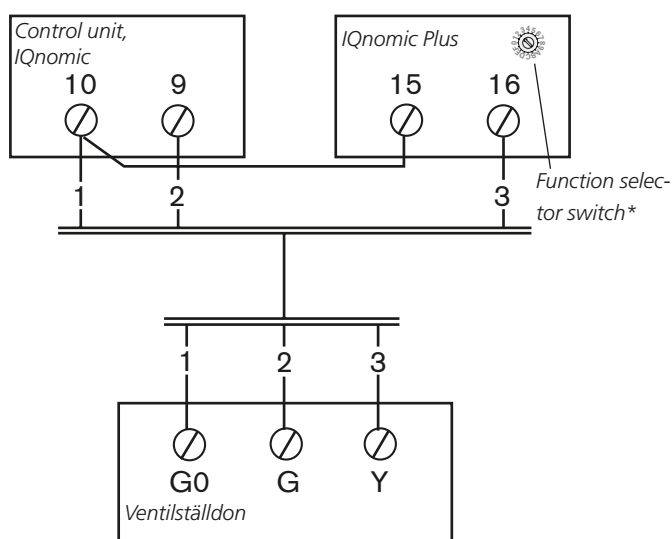 Control unit,
IQnomic
10 9
IQnomic Plus
15 16
Function selec-
tor switch*
1 2 3
1 2 3
G0 G Y
Ventilställdon